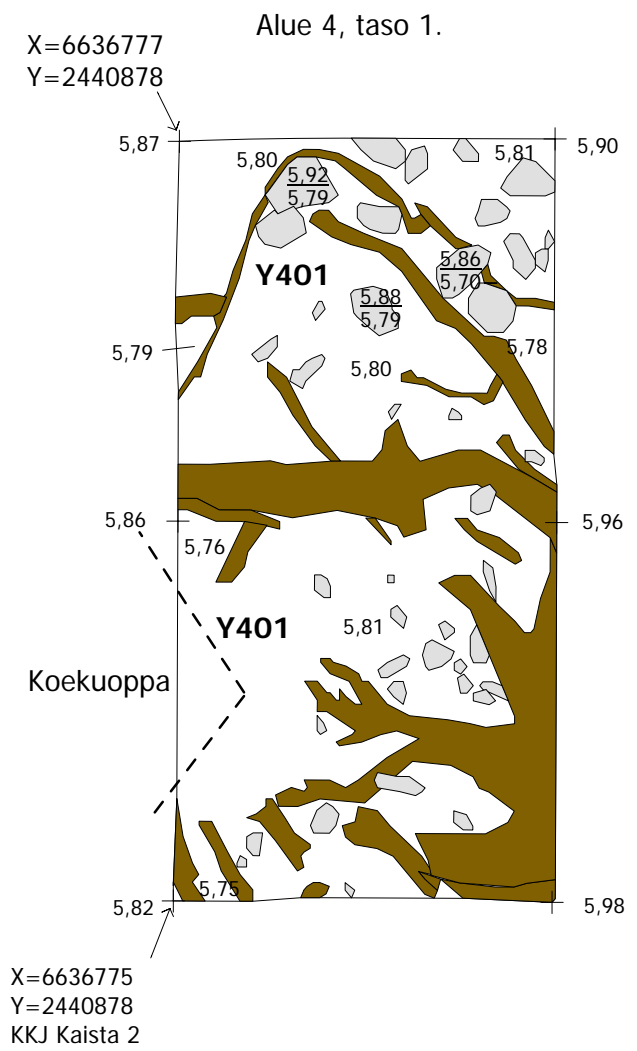 Alue 4, taso 1.
X=6636777
Y=2440878
5,87
5,90
5,80
5,81
5,92
5,79
Y401
5,86
5,70
5,88
5,79
5,79
5,78
5,80
5,86
5,96
5,76
Y401
5,81
Koekuoppa
5,75
5,82
5,98
X=6636775
Y=2440878
KKJ Kaista 2